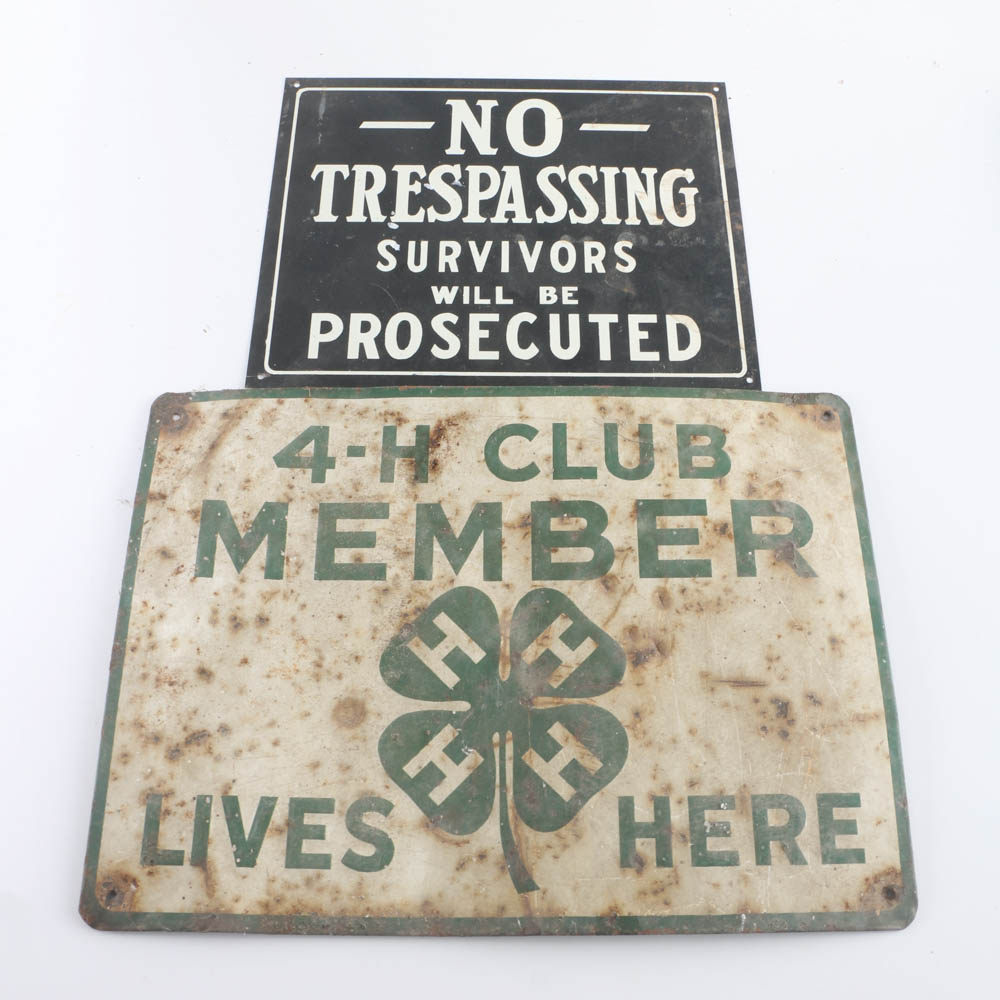 — NO —
TRESPASSING
SURVIVORS
WILL BE
PROSECUTED
4-H CLUB
MEMBER
H H
H H
LIVES HERE